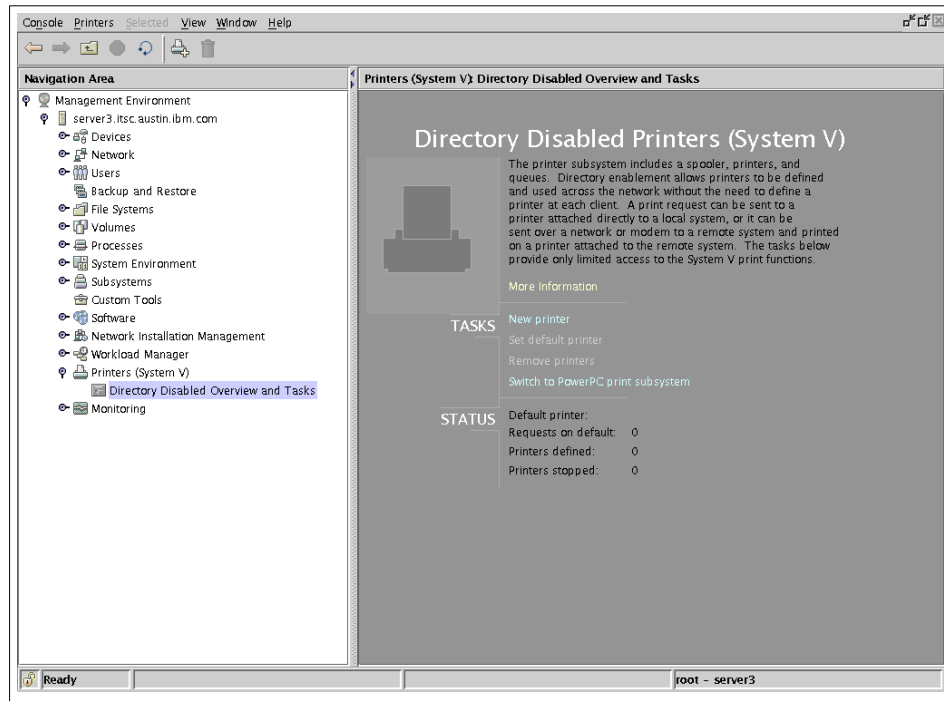 Console Printers Selected View Window Help
Navigation Area
Management Environment
server3.itsc.austin.ibm.com
Devices
Network
Users
Backup and Restore
File Systems
Volumes
Processes
System Environment
Subsystems
Custom Tools
Software
Network Installation Management
Workload Manager
Printers (System V)
Directory Disabled Overview and Tasks
Monitoring
Printers (System V): Directory Disabled Overview and Tasks
Directory Disabled Printers (System V)
The printer subsystem includes a spooler, printers, and
queues. Directory enablement allows printers to be defined
and used across the network without the need to define a
printer at each client. A print request can be sent to a
printer attached directly to a local system, or it can be
sent over a network or modem to a remote system and printed
on a printer attached to the remote system. The tasks below
provide only limited access to the System V print functions.
More Information
TASKS
New printer
Set default printer
Remove printers
Switch to PowerPC print subsystem
STATUS
Default printer:
Requests on default: 0
Printers defined: 0
Printers stopped: 0
Ready
root - server3